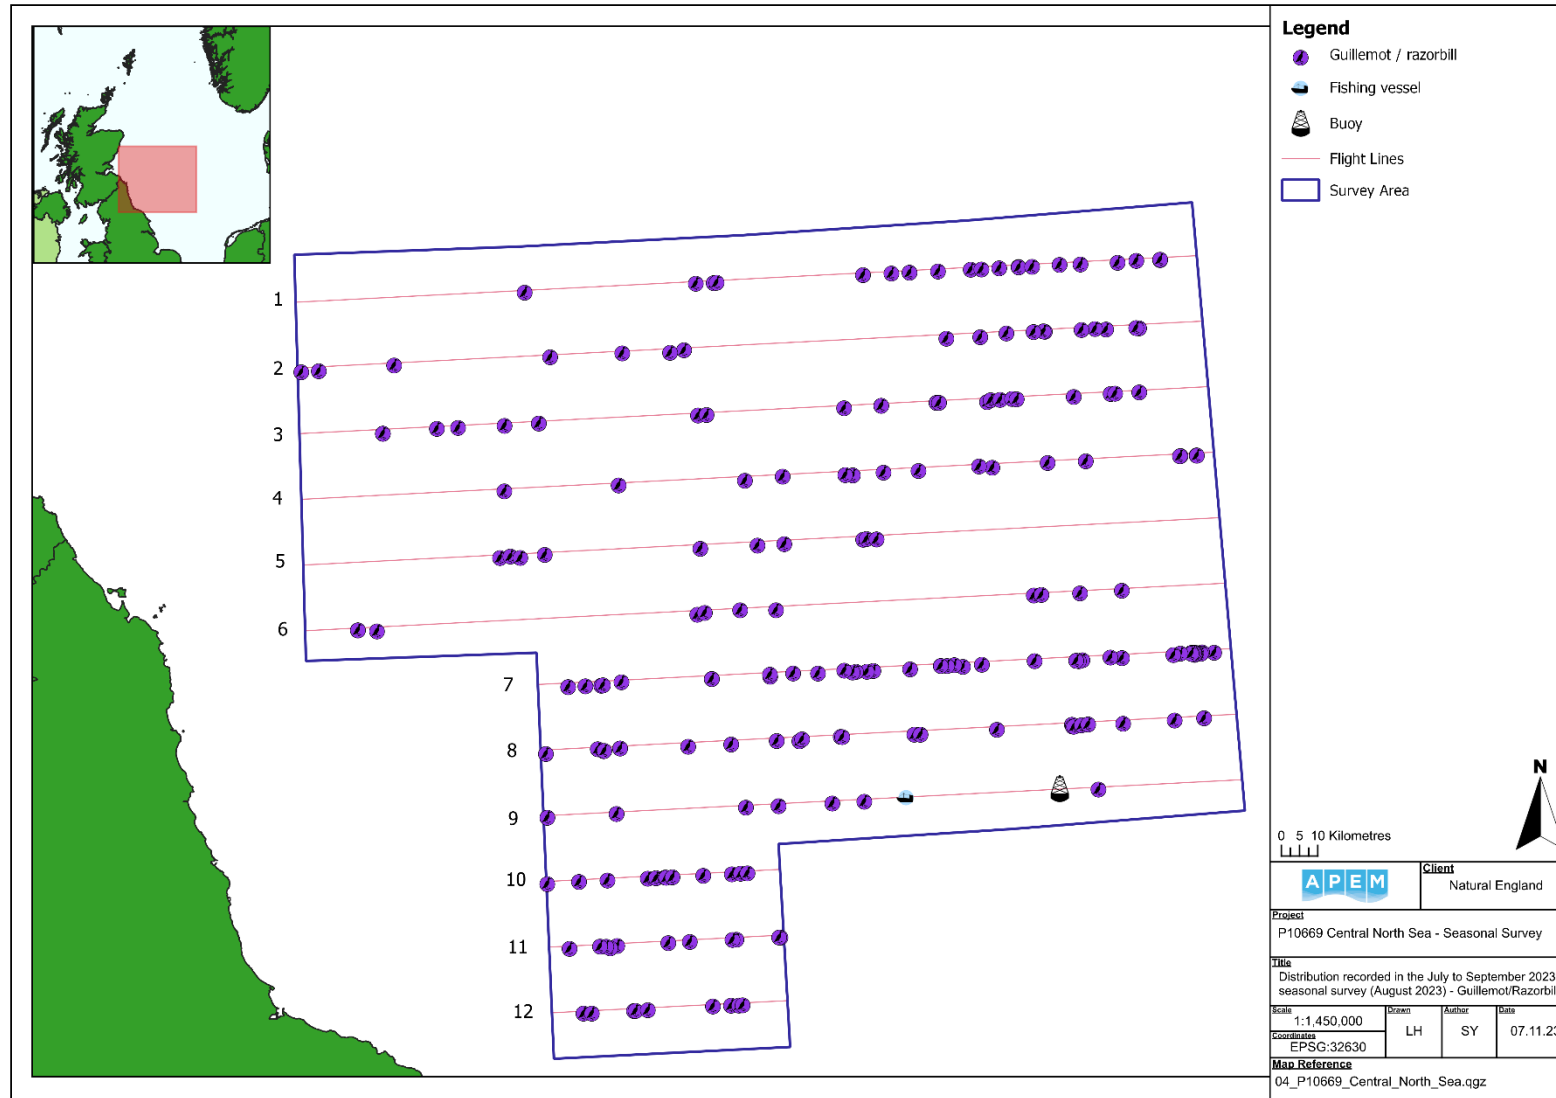 Legend
Guillemot / razorbill
Fishing vessel
Buoy
Flight Lines
Survey Area
1
2
3
4
5
6
7
8
9
10
11
12
N
0 5 10 Kilometres
APEM
Client
Natural England
Project
P10669 Central North Sea - Seasonal Survey
Title
Distribution recorded in the July to September 2023
seasonal survey (August 2023) - Guillemot/Razorbil
Scale
1:1,450,000
Coordinates
EPSG:32630
Drawn
LH
Author
SY
Date
07.11.23
Map Reference
04_P10669_Central_North_Sea.qgz